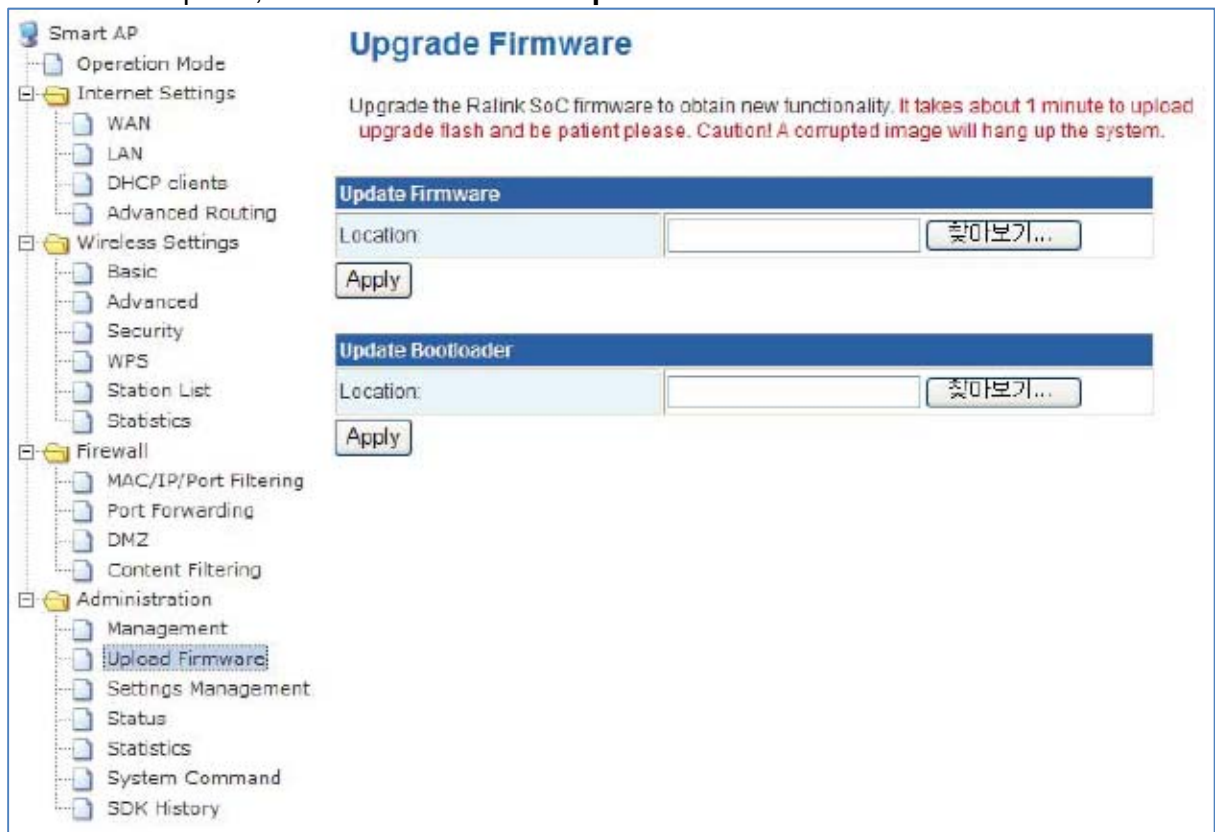 Smart AP
Operation Mode
Internet Settings
WAN
LAN
DHCP clients
Advanced Routing
Wireless Settings
Basic
Advanced
Security
WPS
Station List
Statistics
Firewall
MAC/IP/Port Filtering
Port Forwarding
DMZ
Content Filtering
Administration
Management
Upload Firmware
Settings Management
Status
Statistics
System Command
SDK History
Upgrade Firmware
Upgrade the Ralink SoC firmware to obtain new functionality. It takes about 1 minute to upload
upgrade flash and be patient please. Caution! A corrupted image will hang up the system.
Update Firmware
Location: 찾아보기...
Apply
Update Bootloader
Location: 찾아보기...
Apply